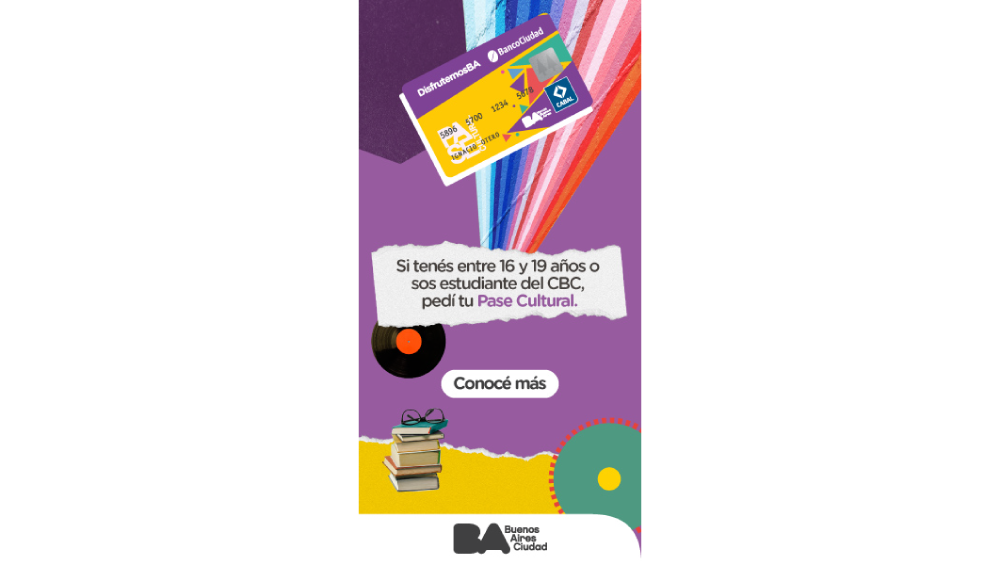 DisfrutemosBA
BancoCiudad
5896 5700 1234 5678
IGNACIO OTERO
BA
CABAL
Si tenés entre 16 y 19 años o
sos estudiante del CBC,
pedí tu Pase Cultural.
Conocé más
BA Buenos
Aires
Ciudad